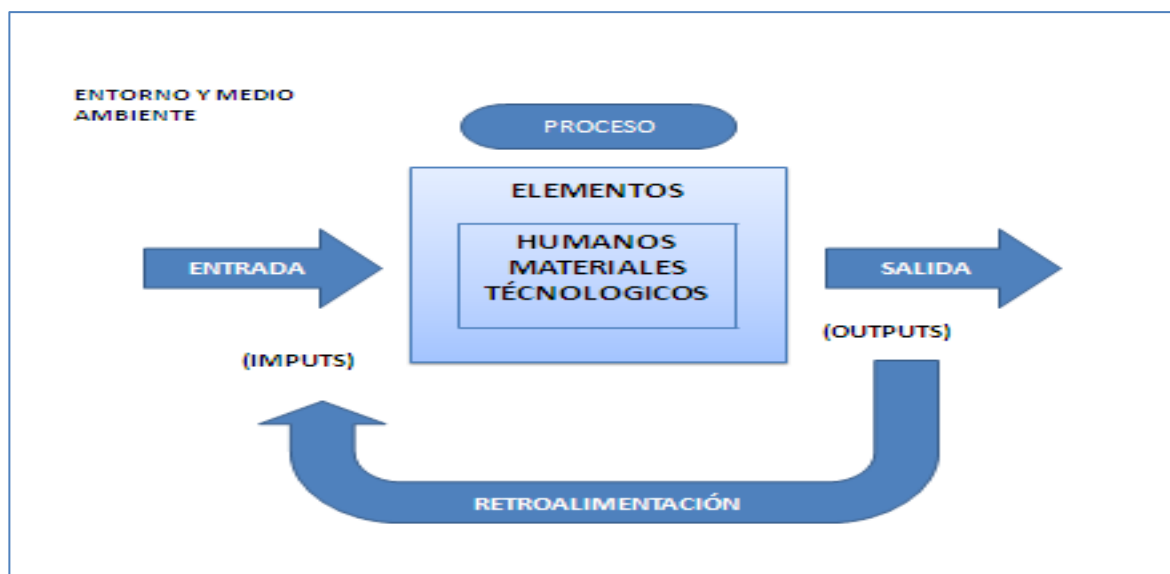 ENTORNO Y MEDIO
AMBIENTE
PROCESO
ELEMENTOS
HUMANOS
MATERIALES
TÉCNOLOGICOS
ENTRADA
SALIDA
(IMPUTS)
(OUTPUTS)
RETROALIMENTACIÓN